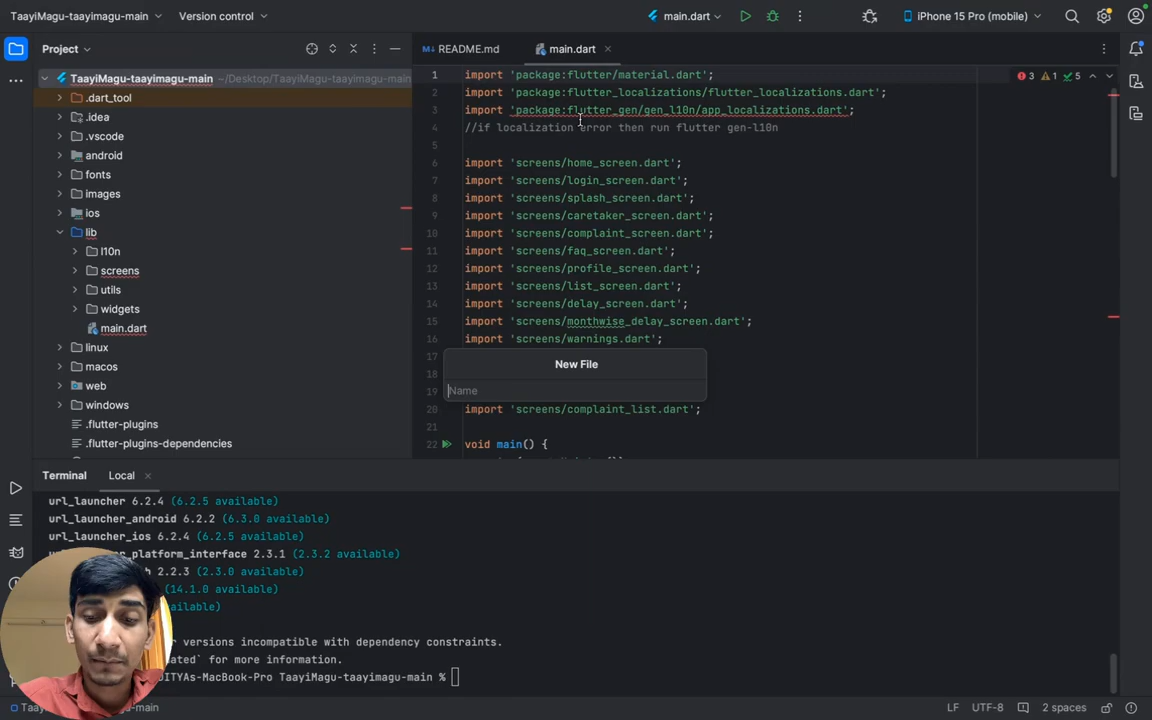 TaayiMagu-taayimagu-main
Version control
main.dart
iPhone 15 Pro (mobile)
Project
README.md
main.dart
TaayiMagu-taayimagu-main ~/Desktop/TaayiMagu-taayimagu-main
.dart_tool
.idea
.vscode
android
fonts
images
ios
lib
l10n
screens
utils
widgets
main.dart
linux
macos
web
windows
.flutter-plugins
.flutter-plugins-dependencies
3 1 5
1 import 'package:flutter/material.dart';
2 import 'package:flutter_localizations/flutter_localizations.dart';
3 import 'package:flutter_gen/gen_l10n/app_localizations.dart';
4 //if localization error then run flutter gen-l10n
5
6 import 'screens/home_screen.dart';
7 import 'screens/login_screen.dart';
8 import 'screens/splash_screen.dart';
9 import 'screens/caretaker_screen.dart';
10 import 'screens/complaint_screen.dart';
11 import 'screens/faq_screen.dart';
12 import 'screens/profile_screen.dart';
13 import 'screens/list_screen.dart';
14 import 'screens/delay_screen.dart';
15 import 'screens/monthwise_delay_screen.dart';
16 import 'screens/warnings.dart';
17
18
19
20 import 'screens/complaint_list.dart';
21
22 void main() {
New File
Name
Terminal
Local
url_launcher 6.2.4 (6.2.5 available)
url_launcher_android 6.2.2 (6.3.0 available)
url_launcher_ios 6.2.4 (6.2.5 available)
_platform_interface 2.3.1 (2.3.2 available)
2.2.3 (2.3.0 available)
(14.1.0 available)
versions incompatible with dependency constraints.
for more information.
MacBook-Pro TaayiMagu-taayimagu-main %
LF
UTF-8
2 spaces